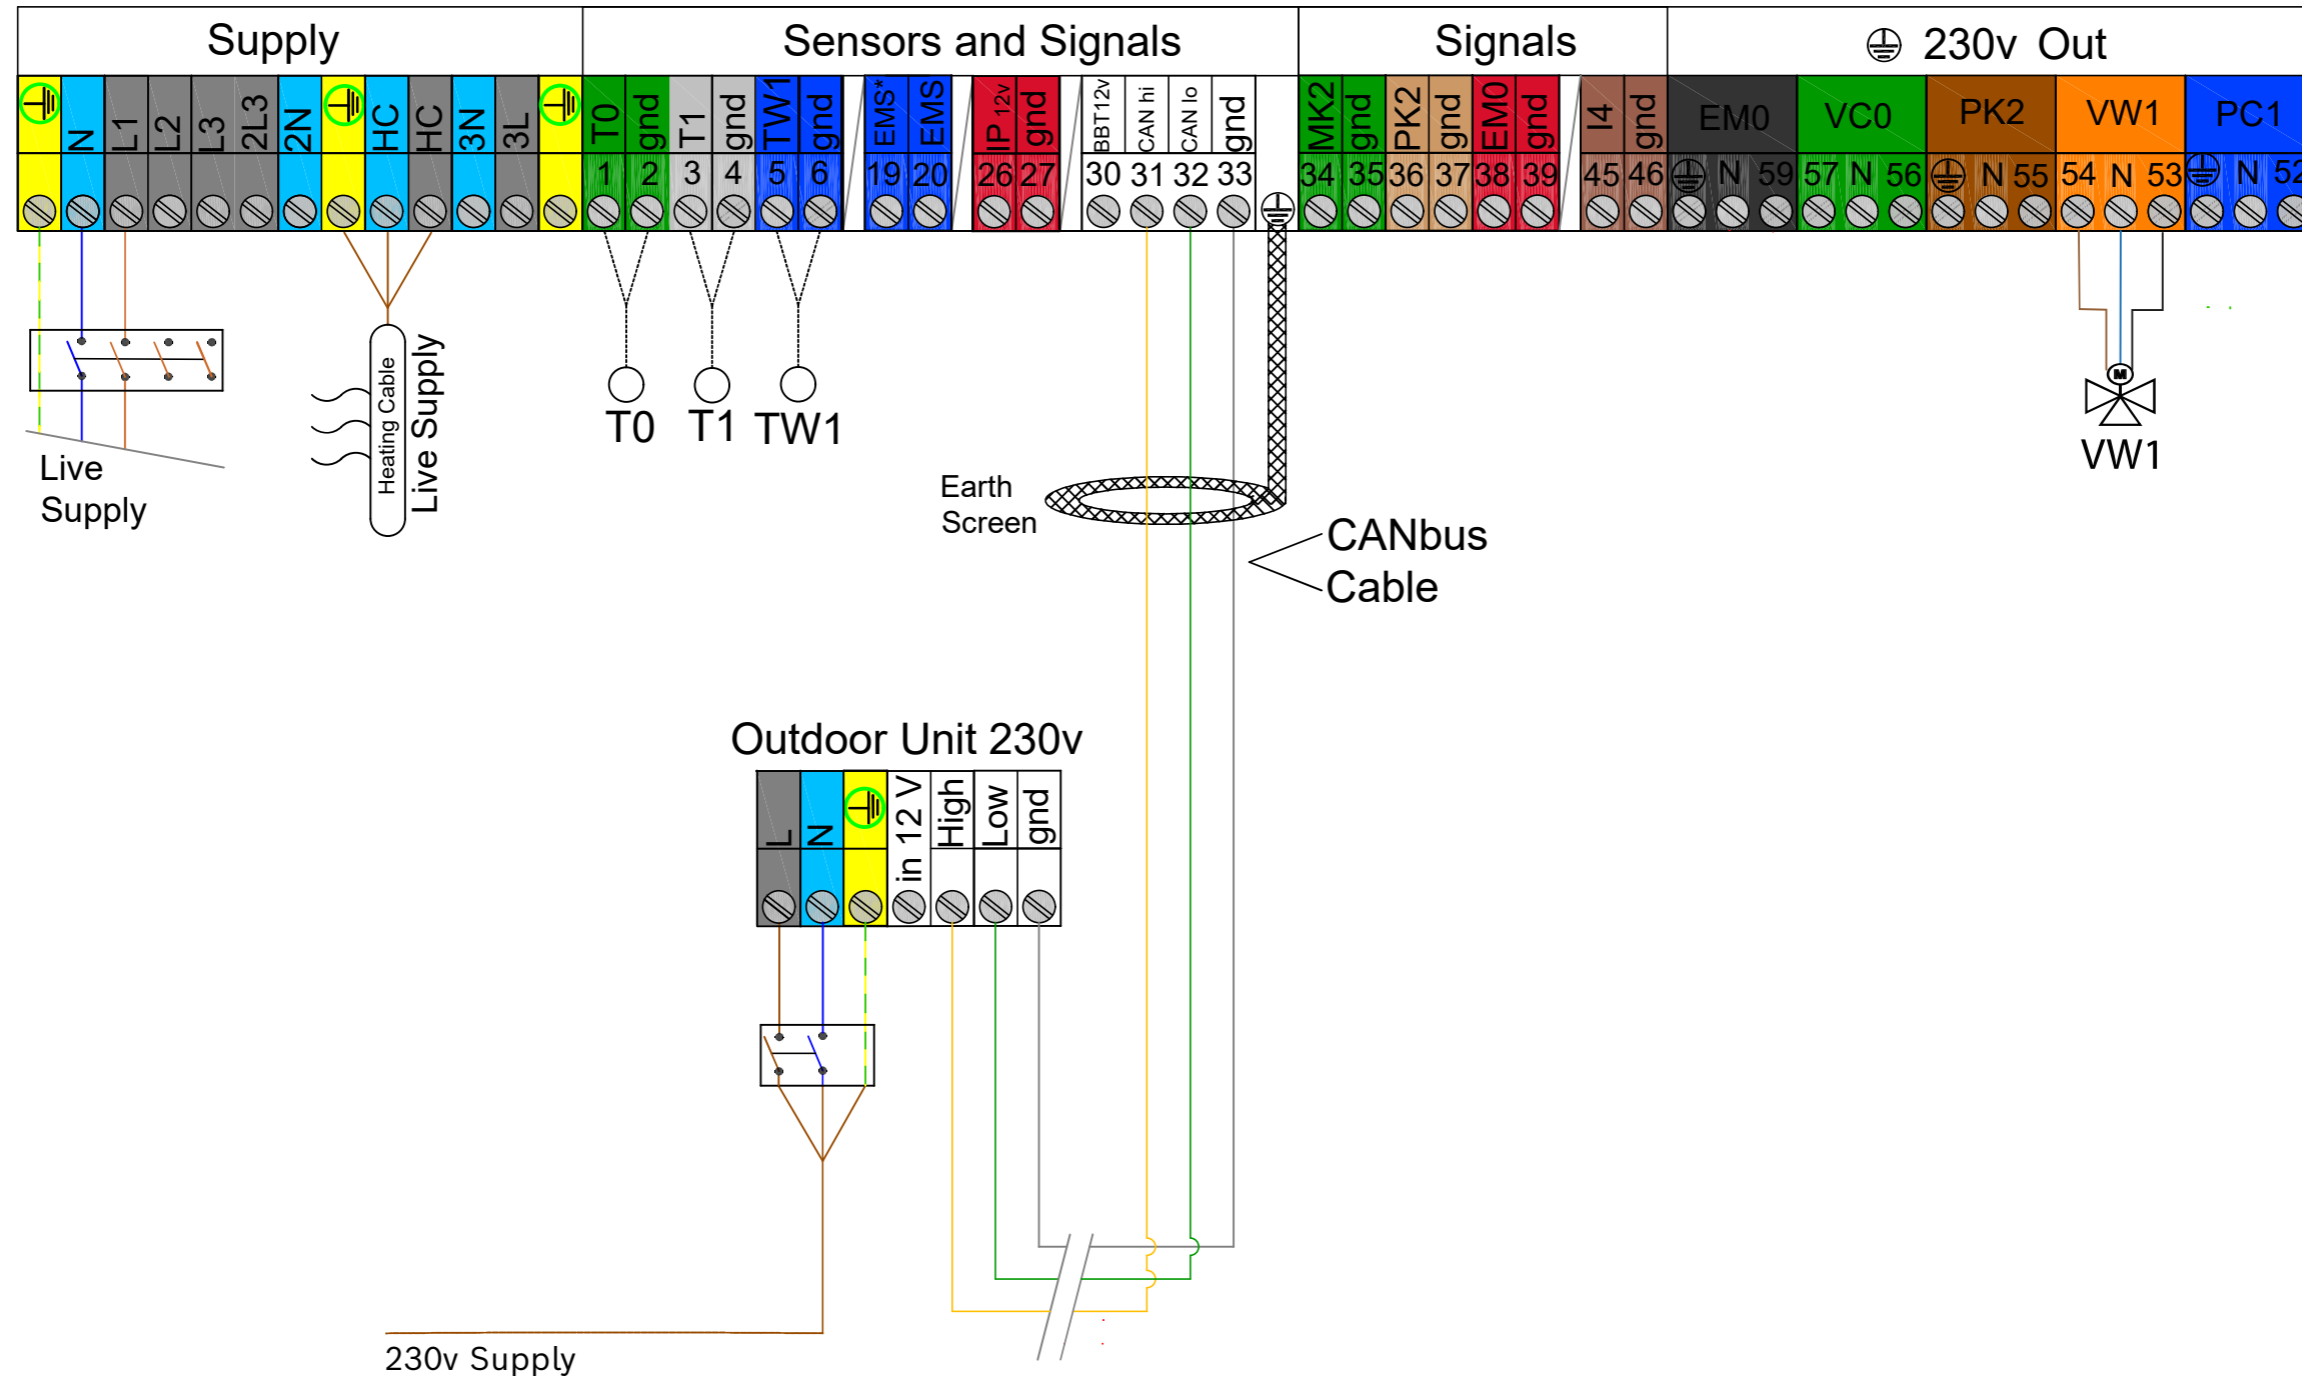 Supply
Sensors and Signals
Signals
230v Out
N
L1
L2
L3
2L3
2N
HC
HC
3N
3L
T0
gnd
T1
gnd
TW1
gnd
EMS*
EMS
IP 12v
gnd
BBT12v
CAN hi
CAN lo
gnd
MK2
gnd
PK2
gnd
EM0
gnd
I4
gnd
EM0
VC0
PK2
VW1
PC1
1 2 3 4 5 6 19 20 26 27 30 31 32 33 34 35 36 37 38 39 45 46 N 59 57 N 56 N 55 54 N 53 N 52
Heating Cable
Live Supply
T0
T1
TW1
M
VW1
Live
Supply
Earth
Screen
CANbus
Cable
Outdoor Unit 230v
L
N
in 12 V
High
Low
gnd
230v Supply